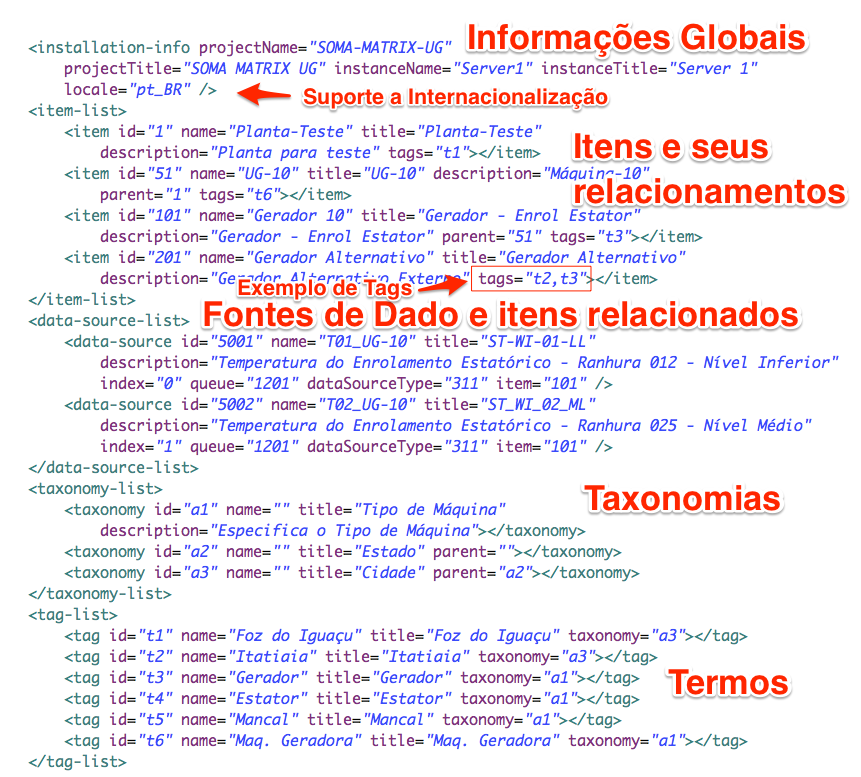 Informações Globais
<installation-info projectName="SOMA-MATRIX-UG"
projectTitle="SOMA MATRIX UG" instanceName="Server1" instanceTitle="Server 1"
locale="pt_BR" />
Suporte a Internacionalização
<item-list>
<item id="1" name="Planta-Teste" title="Planta-Teste"
description="Planta para teste" tags="t1"></item>
Itens e seus
relacionamentos
<item id="51" name="UG-10" title="UG-10" description="Máquina-10"
parent="1" tags="t6"></item>
<item id="101" name="Gerador 10" title="Gerador - Enrol Estator"
description="Gerador - Enrol Estator" parent="51" tags="t3"></item>
<item id="201" name="Gerador Alternativo" title="Gerador Alternativo"
description="Gerador Alternativo Externo" tags="t2,t3"></item>
Exemplo de Tags
</item-list>
Fontes de Dado e itens relacionados
<data-source-list>
<data-source id="5001" name="T01_UG-10" title="ST-WI-01-LL"
description="Temperatura do Enrolamento Estatórico - Ranhura 012 - Nível Inferior"
index="0" queue="1201" dataSourceType="311" item="101" />
<data-source id="5002" name="T02_UG-10" title="ST_WI_02_ML"
description="Temperatura do Enrolamento Estatórico - Ranhura 025 - Nível Médio"
index="1" queue="1201" dataSourceType="311" item="101" />
</data-source-list>
<taxonomy-list>
Taxonomias
<taxonomy id="a1" name="" title="Tipo de Máquina"
description="Especifica o Tipo de Máquina"></taxonomy>
<taxonomy id="a2" name="" title="Estado" parent=""></taxonomy>
<taxonomy id="a3" name="" title="Cidade" parent="a2"></taxonomy>
</taxonomy-list>
<tag-list>
<tag id="t1" name="Foz do Iguaçu" title="Foz do Iguaçu" taxonomy="a3"></tag>
<tag id="t2" name="Itatiaia" title="Itatiaia" taxonomy="a3"></tag>
<tag id="t3" name="Gerador" title="Gerador" taxonomy="a1"></tag>
Termos
<tag id="t4" name="Estator" title="Estator" taxonomy="a1"></tag>
<tag id="t5" name="Mancal" title="Mancal" taxonomy="a1"></tag>
<tag id="t6" name="Maq. Geradora" title="Maq. Geradora" taxonomy="a1"></tag>
</tag-list>